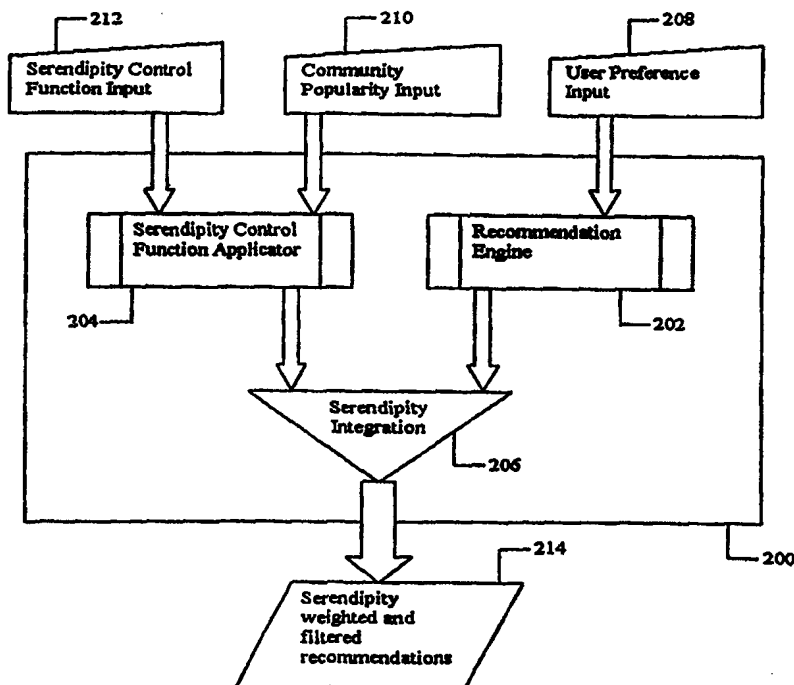 212
210
208
Serendipity Control
Function Input
Community
Popularity Input
User Preference
Input
Serendipity Control
Function Applicator
Recommendation
Engine
204
202
Serendipity
Integration
206
200
214
Serendipity
weighted and
filtered
recommendations